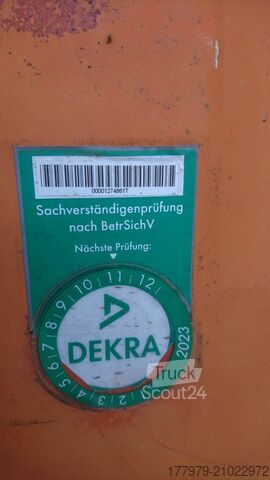 00001274861T
Sachverständigenprüfung
nach BetrSichV
Nächste Prüfung:
1 2 3 4 5 6 7 8 9 10 11 12
2023
DEKRA
Truck
Scout24
177979-21022972